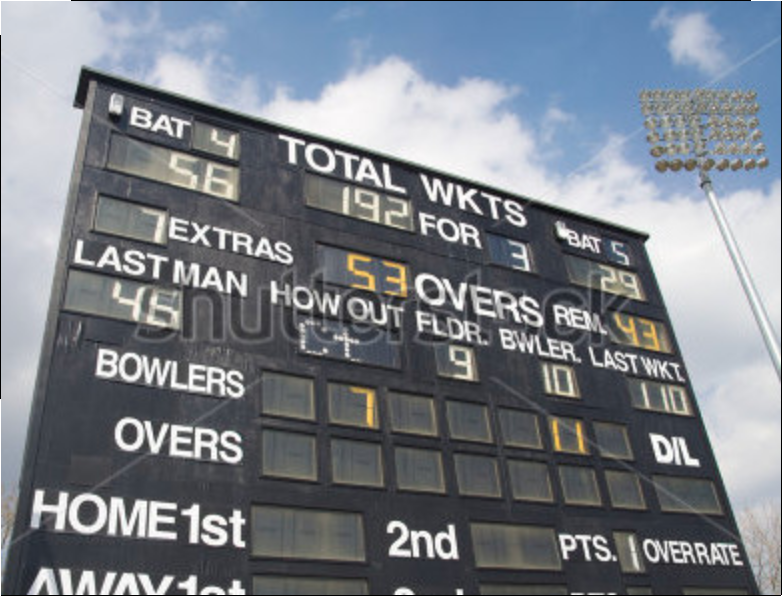 BAT 4 TOTAL WKTS
56 192 FOR 3 BAT 5
7 EXTRAS 53 OVERS 29
LAST MAN HOW OUT REM. 43
46 Ct FLDR. BWLER. LAST WKT.
9 10 110
BOWLERS 7 11
OVERS D/L
HOME 1st 2nd PTS. 1 OVER RATE
AWAY 1st
shutterstock